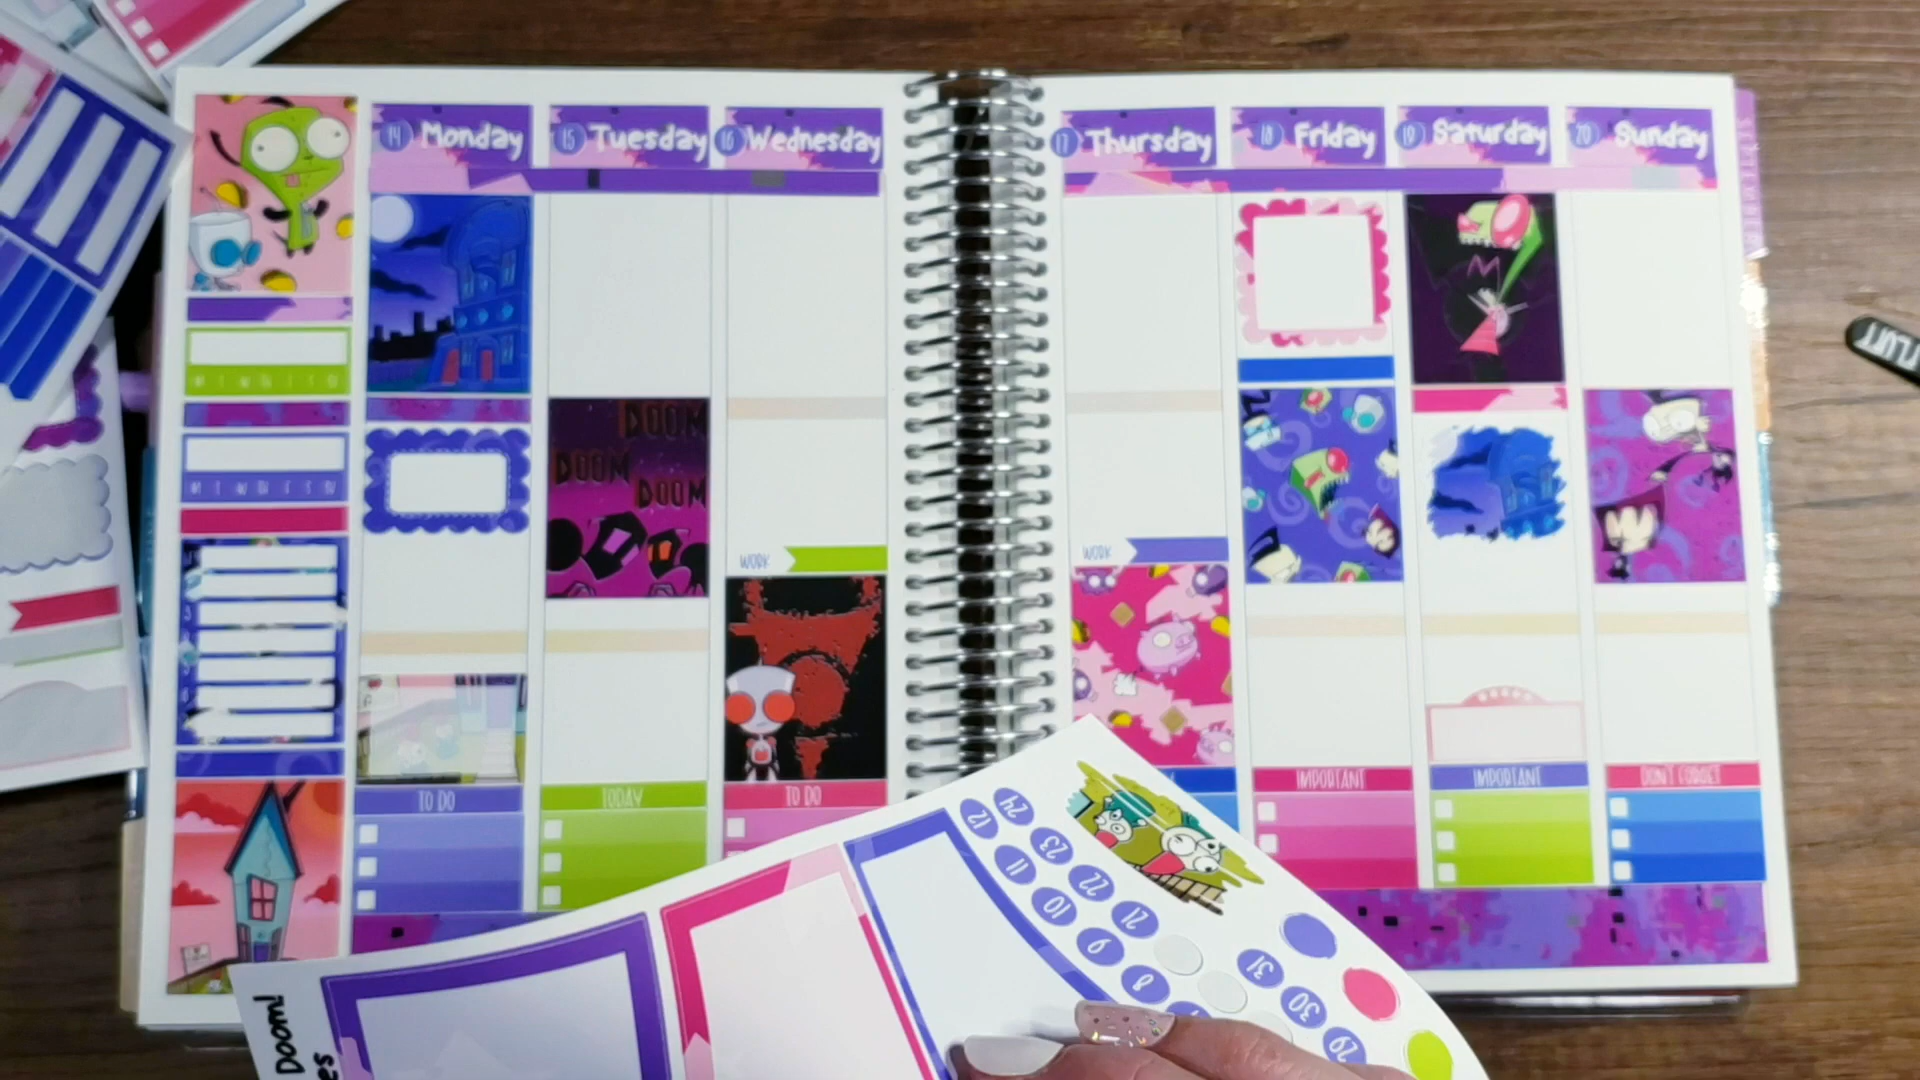 14 Monday
15 Tuesday
16 Wednesday
17 Thursday
18 Friday
19 Saturday
20 Sunday
DOOM
DOOM
DOOM
WORK
WORK
TO DO
TODAY
TO DO
IMPORTANT
IMPORTANT
DON'T FORGET
12 24
11 23
10 22
9 21
8
31
30
29
Doom!